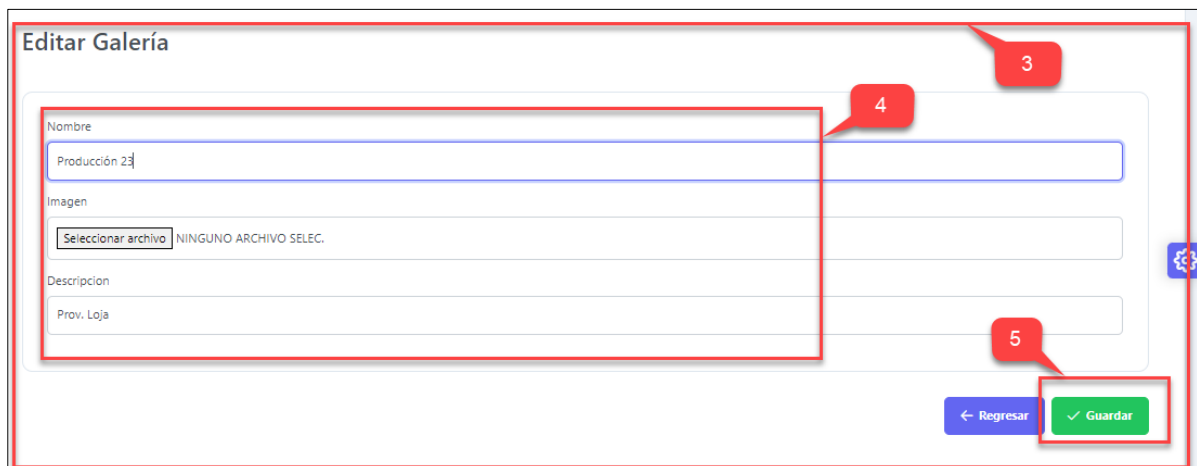 Editar Galería
3
4
Nombre
Producción 23
Imagen
Seleccionar archivo NINGUNO ARCHIVO SELEC.
Descripcion
Prov. Loja
5
← Regresar ✓ Guardar